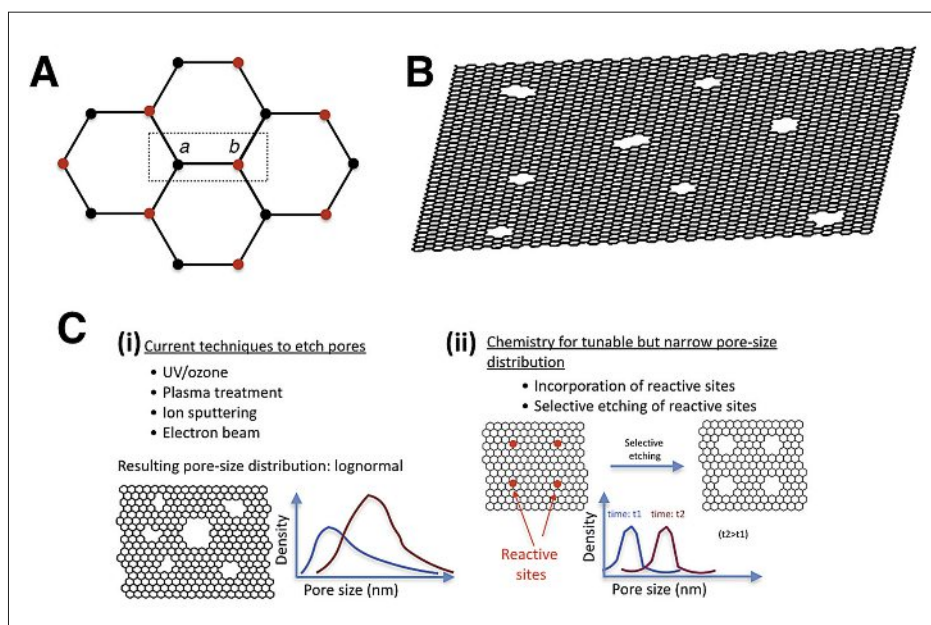 A
a
b
B
C
(i) Current techniques to etch pores
• UV/ozone
• Plasma treatment
• Ion sputtering
• Electron beam
Resulting pore-size distribution: lognormal
Density
Pore size (nm)
(ii) Chemistry for tunable but narrow pore-size
distribution
• Incorporation of reactive sites
• Selective etching of reactive sites
Selective
etching
Reactive
sites
time: t1
time: t2
(t2>t1)
Density
Pore size (nm)